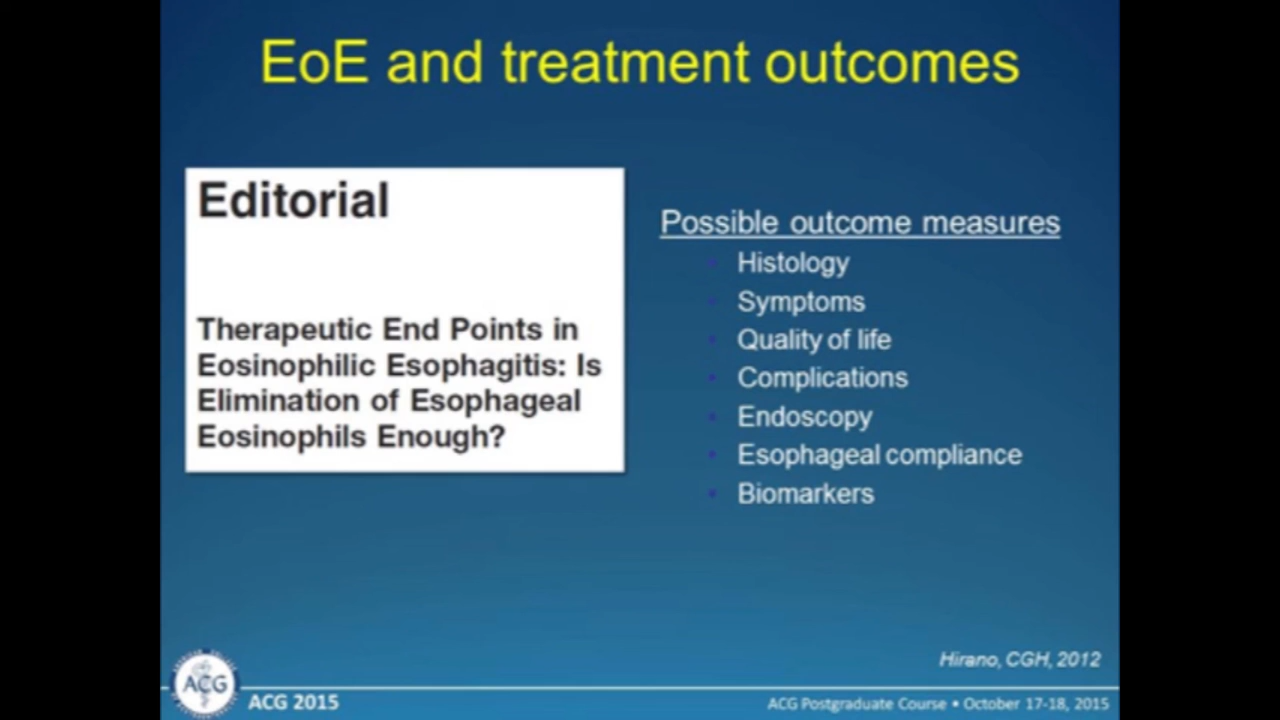 EoE and treatment outcomes
Editorial
Therapeutic End Points in
Eosinophilic Esophagitis: Is
Elimination of Esophageal
Eosinophils Enough?
Possible outcome measures
• Histology
• Symptoms
• Quality of life
• Complications
• Endoscopy
• Esophageal compliance
• Biomarkers
Hirano, CGH, 2012
ACG
ACG 2015
ACG Postgraduate Course • October 17-18, 2015